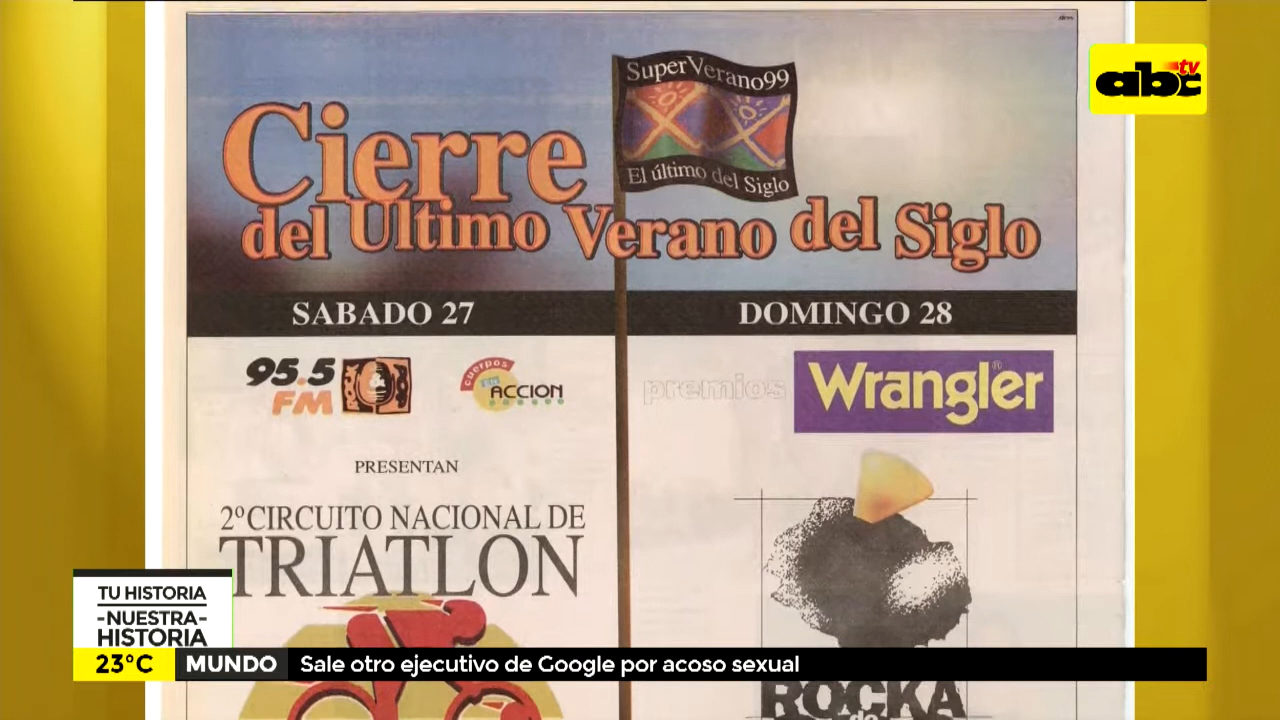 abc tv
SuperVerano99
El último del Siglo
Cierre
del Ultimo Verano del Siglo
SABADO 27
DOMINGO 28
95.5
FM
cuerpos
EN
ACCION
premios
Wrangler®
PRESENTAN
2º CIRCUITO NACIONAL DE
TRIATLON
ROCKA
de
TU HISTORIA
-NUESTRA-
HISTORIA
23°C
MUNDO
Sale otro ejecutivo de Google por acoso sexual